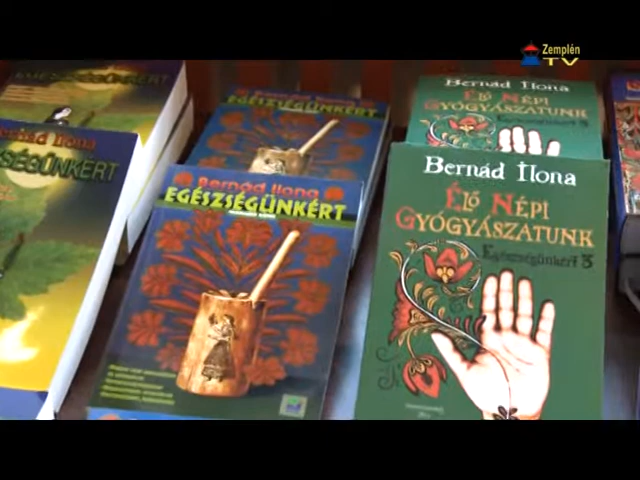 Zemplén
TV
EGÉSZSÉGÜNKÉRT
Bernád Ilona
ÉLŐ NÉPI
GYÓGYÁSZATUNK
Bernád Ilona
EGÉSZSÉGÜNKÉRT
Bernád Ilona
EGÉSZSÉGÜNKÉRT
Bernád Ilona
ÉLŐ NÉPI
GYÓGYÁSZATUNK
Egészségünkért 3